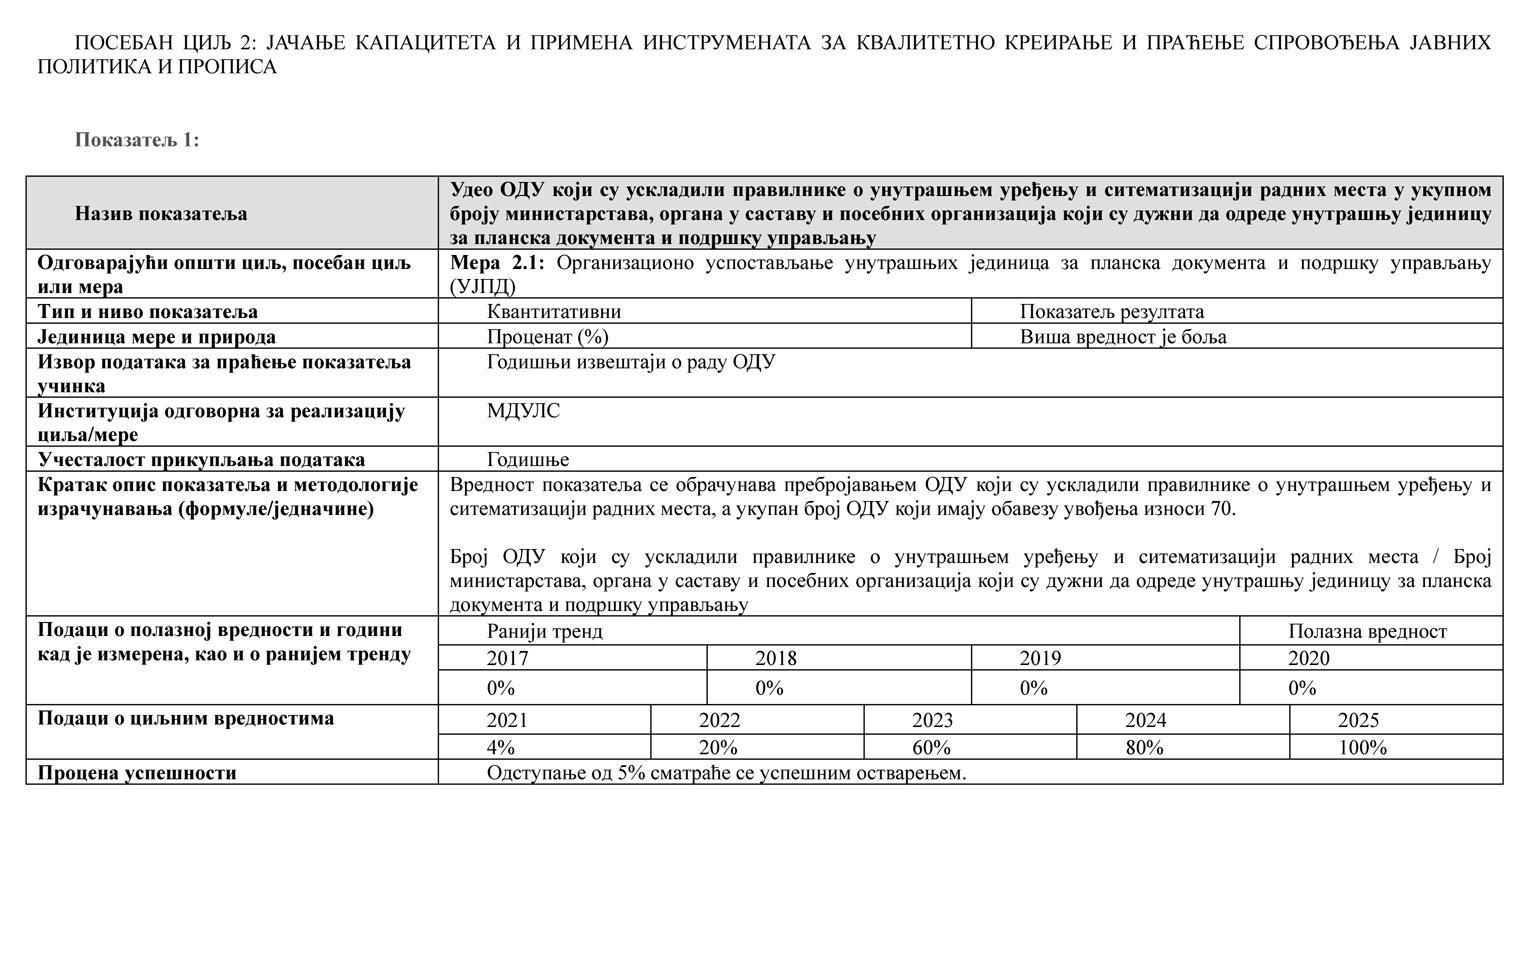 ПОСЕБАН ЦИЉ 2: ЈАЧАЊЕ КАПАЦИТЕТА И ПРИМЕНА ИНСТРУМЕНАТА ЗА КВАЛИТЕТНО КРЕИРАЊЕ И ПРАЋЕЊЕ СПРОВОЂЕЊА ЈАВНИХ
ПОЛИТИКА И ПРОПИСА
Показатељ 1:
Назив показатеља
Удео ОДУ који су ускладили правилнике о унутрашњем уређењу и ситематизацији радних места у укупном
броју министарстава, органа у саставу и посебних организација који су дужни да одреде унутрашњу јединицу
за планска документа и подршку управљању
Одговарајући општи циљ, посебан циљ
или мера
Мера 2.1: Организационо успостављање унутрашњих јединица за планска документа и подршку управљању
(УЈПД)
Тип и ниво показатеља
Квантитативни
Показатељ резултата
Јединица мере и природа
Проценат (%)
Виша вредност је боља
Извор података за праћење показатеља
учинка
Годишњи извештаји о раду ОДУ
Институција одговорна за реализацију
циља/мере
МДУЛС
Учесталост прикупљања података
Годишње
Кратак опис показатеља и методологије
израчунавања (формуле/једначине)
Вредност показатеља се обрачунава пребројавањем ОДУ који су ускладили правилнике о унутрашњем уређењу и
ситематизацији радних места, а укупан број ОДУ који имају обавезу увођења износи 70.
Број ОДУ који су ускладили правилнике о унутрашњем уређењу и ситематизацији радних места / Број
министарстава, органа у саставу и посебних организација који су дужни да одреде унутрашњу јединицу за планска
документа и подршку управљању
Подаци о полазној вредности и години
кад је измерена, као и о ранијем тренду
Ранији тренд
Полазна вредност
2017
2018
2019
2020
0%
0%
0%
0%
Подаци о циљним вредностима
2021
2022
2023
2024
2025
4%
20%
60%
80%
100%
Процена успешности
Одступање од 5% сматраће се успешним остварењем.